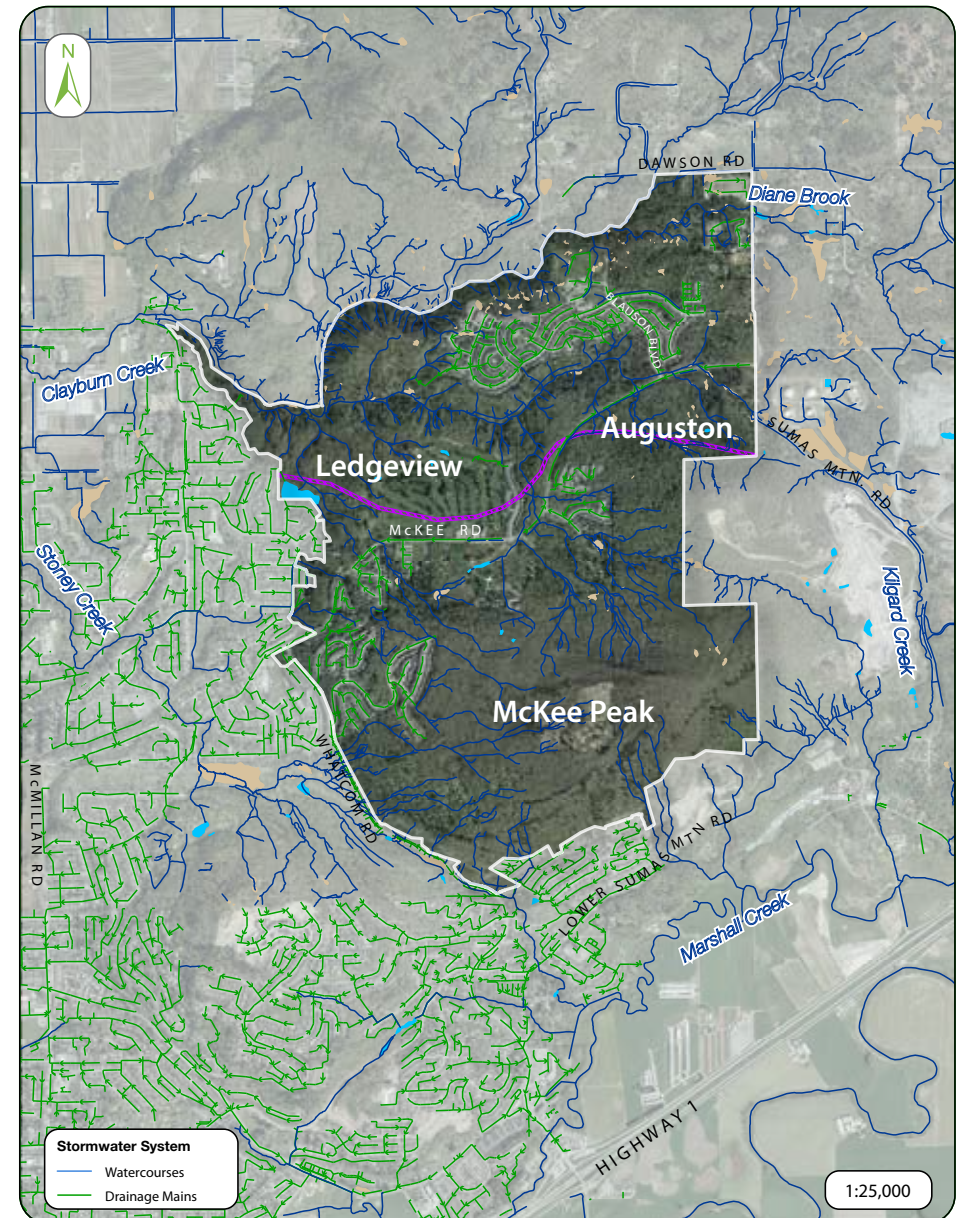 N
DAWSON RD
Diane Brook
BLAUSON BLVD
Clayburn Creek
Auguston
SUMAS MTN. RD
Ledgeview
McKEE RD
Stoney Creek
Kilgard Creek
McKee Peak
WHATCOM RD
McMILLAN RD
LOWER SUMAS MTN RD
Marshall Creek
HIGHWAY 1
Stormwater System
Watercourses
Drainage Mains
1:25,000